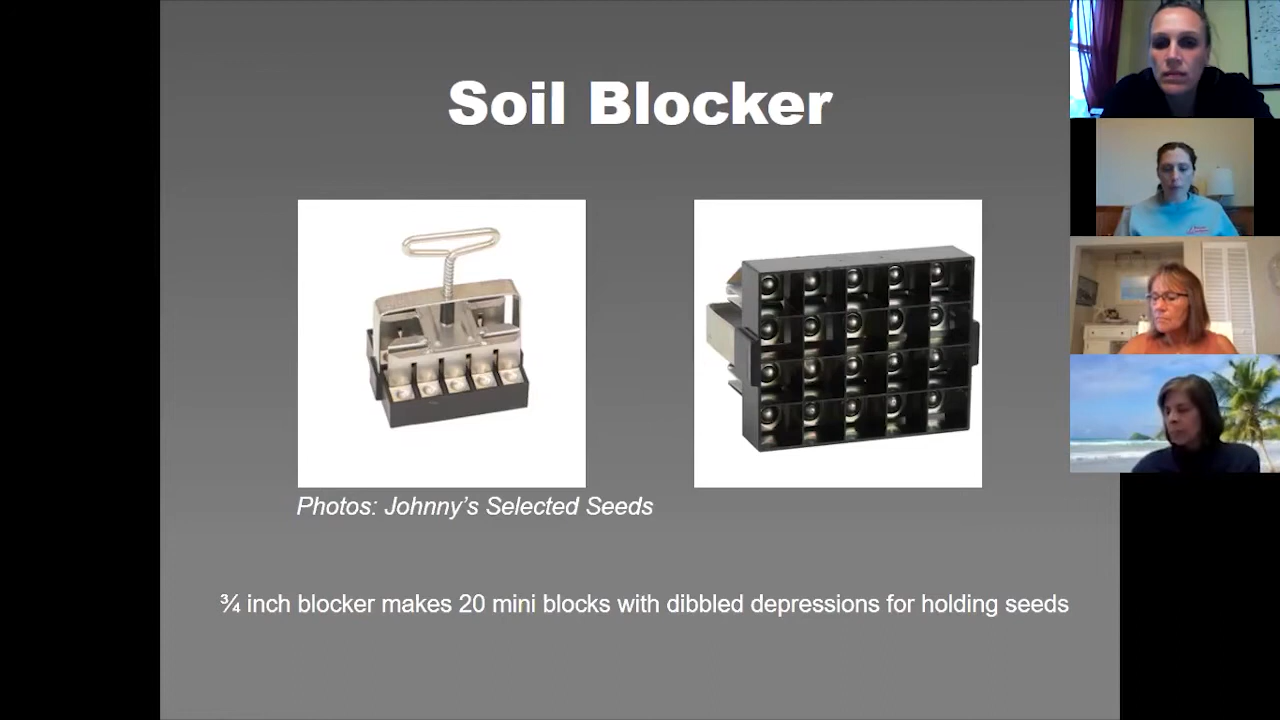 Soil Blocker
Photos: Johnny's Selected Seeds
¾ inch blocker makes 20 mini blocks with dibbled depressions for holding seeds